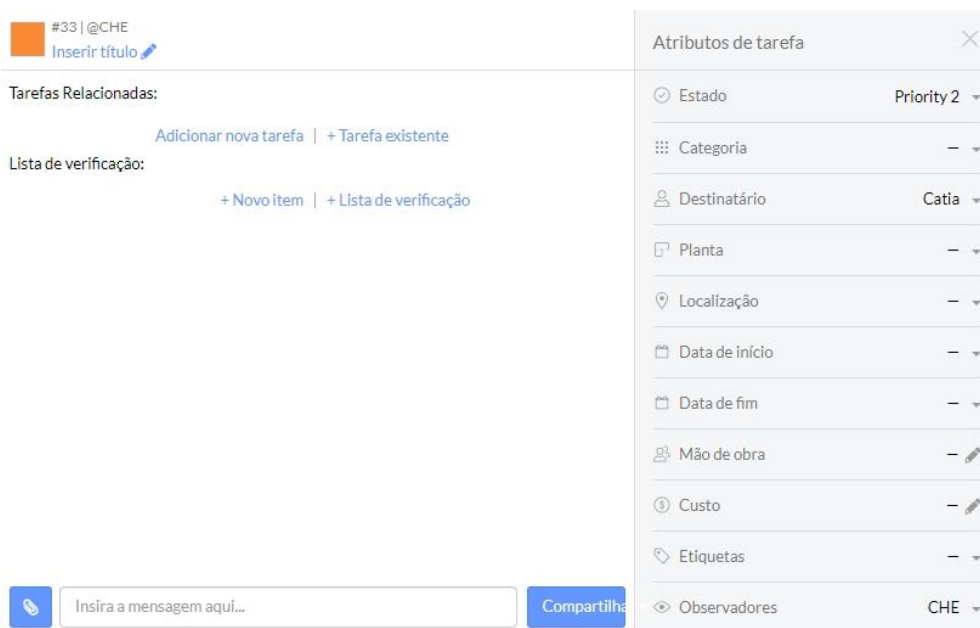 #33 | @CHE
Inserir título
Tarefas Relacionadas:
Adicionar nova tarefa | + Tarefa existente
Lista de verificação:
+ Novo item | + Lista de verificação
Insira a mensagem aqui...
Compartilha
Atributos de tarefa
Estado Priority 2
Categoria –
Destinatário Catia
Planta –
Localização –
Data de início –
Data de fim –
Mão de obra –
Custo –
Etiquetas –
Observadores CHE